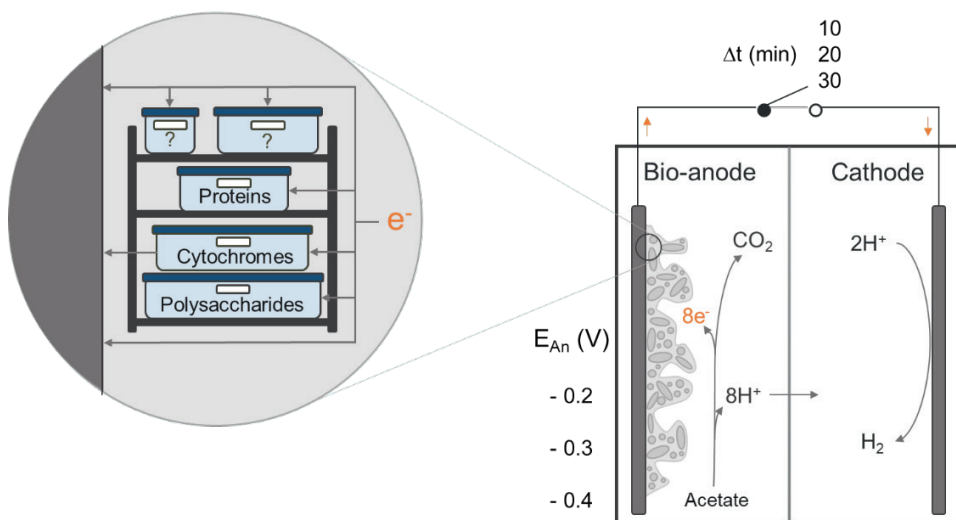 ?
?
Proteins
Cytochromes
Polysaccharides
e-
10
Δt (min)
20
30
Bio-anode
Cathode
CO₂
2H⁺
8e⁻
E_An (V)
- 0.2
8H⁺
- 0.3
H₂
- 0.4
Acetate